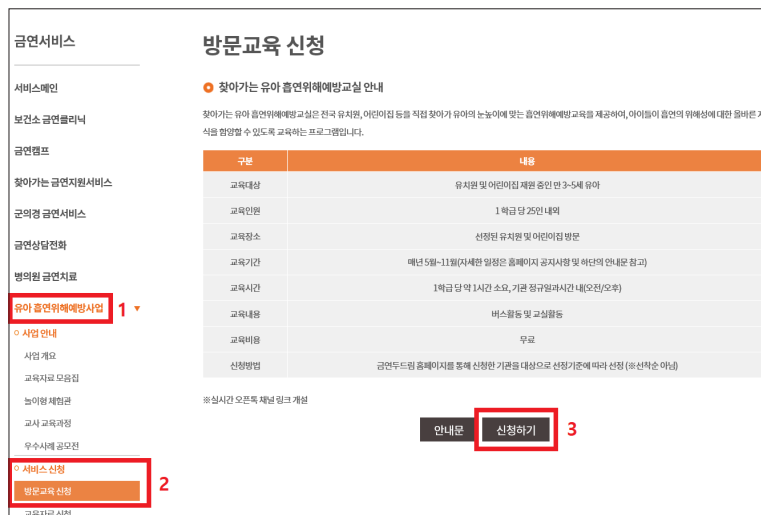 금연서비스
서비스메인
보건소 금연클리닉
금연캠프
찾아가는 금연지원서비스
군의경 금연서비스
금연상담전화
병의원 금연치료
유아 흡연위해예방사업 1
사업 안내
사업 개요
교육자료 모음집
놀이형 체험관
교사 교육과정
우수사례 공모전
서비스 신청
방문교육 신청 2
교육자료 신청
방문교육 신청
찾아가는 유아 흡연위해예방교실 안내
찾아가는 유아 흡연위해예방교실은 전국 유치원, 어린이집 등을 직접 찾아가 유아의 눈높이에 맞는 흡연위해예방교육을 제공하여, 아이들이 흡연의 위해성에 대한 올바른
식을 함양할 수 있도록 교육하는 프로그램입니다.
구분 내용
교육대상 유치원 및 어린이집 재원 중인 만 3~5세 유아
교육인원 1 학급 당 25인 내외
교육장소 선정된 유치원 및 어린이집 방문
교육기간 매년 5월~11월(자세한 일정은 홈페이지 공지사항 및 하단의 안내문 참고)
교육시간 1학급 당 약 1시간 소요, 기관 정규일과시간 내(오전/오후)
교육내용 버스활동 및 교실활동
교육비용 무료
신청방법 금연두드림 홈페이지를 통해 신청한 기관을 대상으로 선정기준에 따라 선정 (※선착순 아님)
※실시간 오픈톡 채널 링크 개설
안내문 신청하기 3